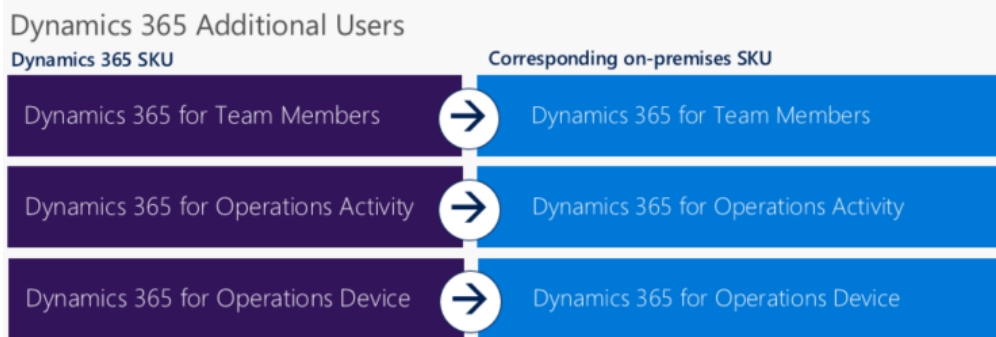 Dynamics 365 Additional Users
Dynamics 365 SKU
Corresponding on-premises SKU
Dynamics 365 for Team Members
Dynamics 365 for Team Members
Dynamics 365 for Operations Activity
Dynamics 365 for Operations Activity
Dynamics 365 for Operations Device
Dynamics 365 for Operations Device